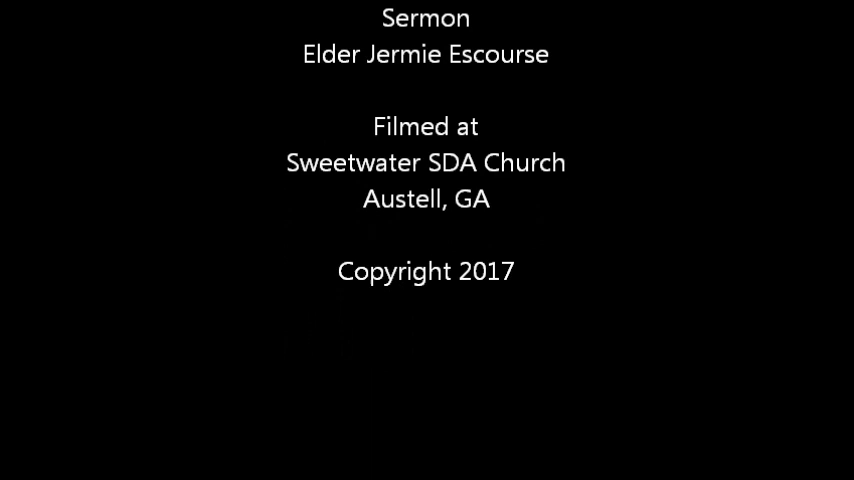 Sermon
Elder Jermie Escourse
Filmed at
Sweetwater SDA Church
Austell, GA
Copyright 2017